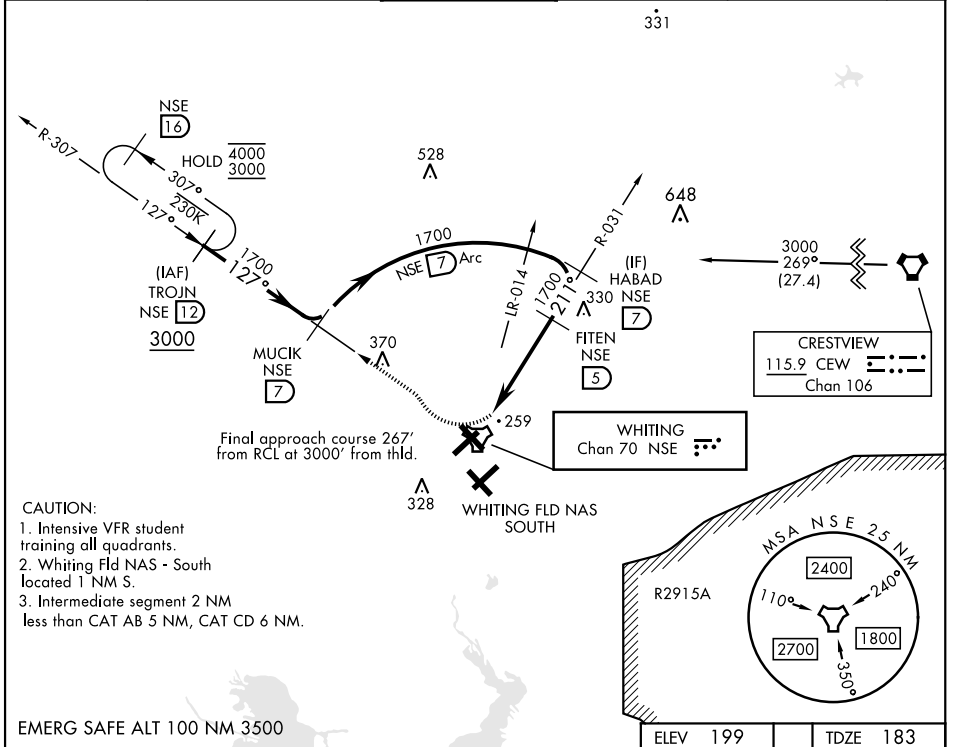 331
NSE
16
R-307
HOLD 4000
3000
307°
230K
127°
528
648
R-031
1700
127°
1700
NSE 7 Arc
LR-014
(IAF)
TROJN
NSE 12
3000
1700
211°
330
(IF)
HABAD
NSE
7
3000
269°
(27.4)
MUCIK
NSE
7
370
FITEN
NSE
5
CRESTVIEW
115.9 CEW
Chan 106
259
Final approach course 267'
from RCL at 3000' from thld.
WHITING
Chan 70 NSE
328
WHITING FLD NAS
SOUTH
CAUTION:
1. Intensive VFR student
training all quadrants.
2. Whiting Fld NAS - South
located 1 NM S.
3. Intermediate segment 2 NM
less than CAT AB 5 NM, CAT CD 6 NM.
R2915A
MSA NSE 25 NM
2400
110°
240°
2700
1800
350°
EMERG SAFE ALT 100 NM 3500
ELEV 199
TDZE 183